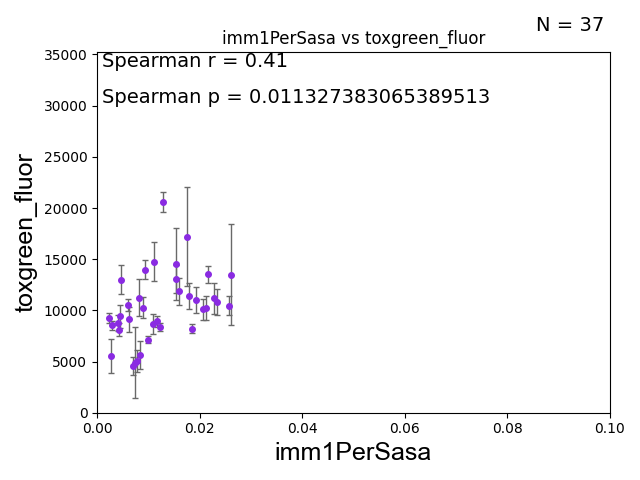 N = 37
imm1PerSasa vs toxgreen_fluor
Spearman r = 0.41
Spearman p = 0.011327383065389513
toxgreen_fluor
35000
30000
25000
20000
15000
10000
5000
0
0.00 0.02 0.04 0.06 0.08 0.10
imm1PerSasa